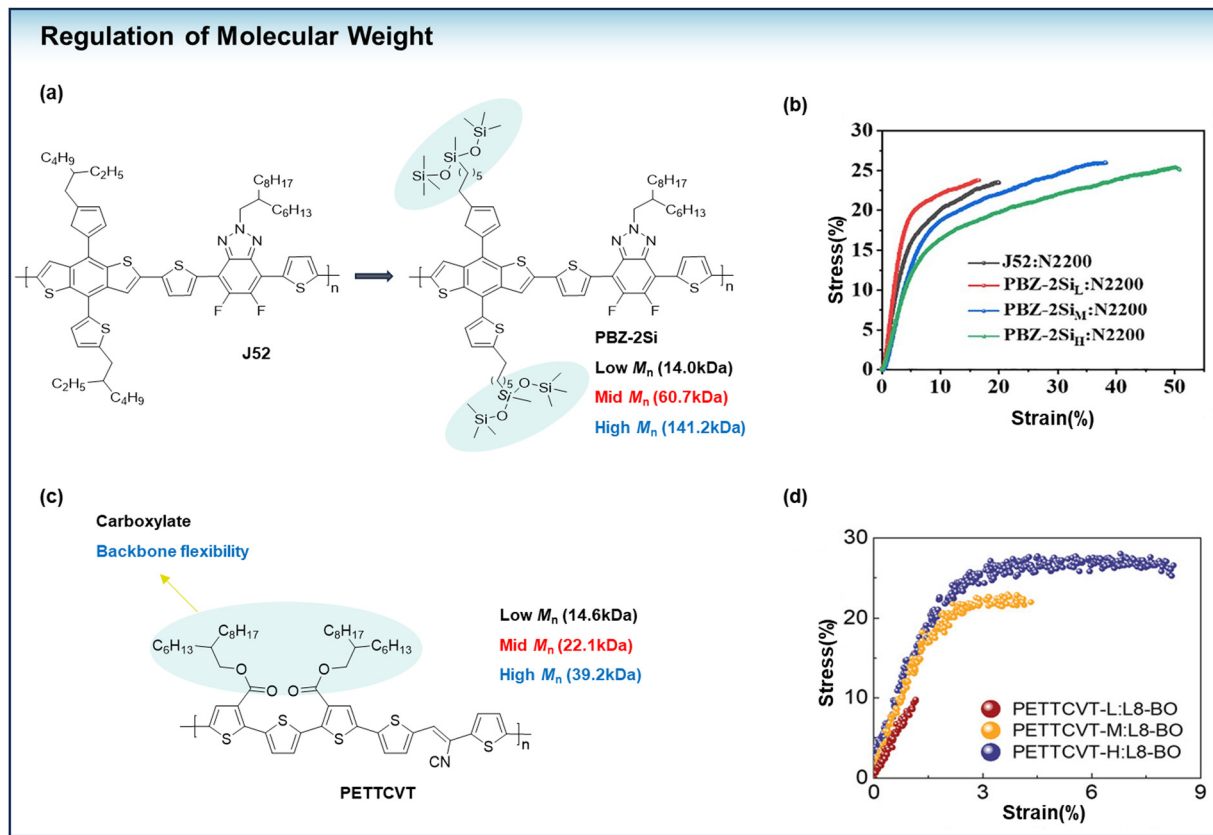 Regulation of Molecular Weight
(a)
C4H9
C2H5
C8H17
C6H13
N
N
N
S
S
S
S
S
F
F
n
C2H5
C4H9
J52
Si
O
Si
O
Si
5
C8H17
C6H13
N
N
N
S
S
S
S
S
F
F
n
5
Si
O
Si
O
Si
PBZ-2Si
Low Mn (14.0kDa)
Mid Mn (60.7kDa)
High Mn (141.2kDa)
(b)
30
25
20
15
10
5
0
0 10 20 30 40 50
Stress(%)
Strain(%)
J52:N2200
PBZ-2SiL:N2200
PBZ-2SiM:N2200
PBZ-2SiH:N2200
(c)
Carboxylate
Backbone flexibility
C8H17
C6H13
C8H17
C6H13
O
O
O
O
S
S
S
S
S
CN
n
PETTCVT
Low Mn (14.6kDa)
Mid Mn (22.1kDa)
High Mn (39.2kDa)
(d)
30
20
10
0
0 3 6 9
Stress(%)
Strain(%)
PETTCVT-L:L8-BO
PETTCVT-M:L8-BO
PETTCVT-H:L8-BO